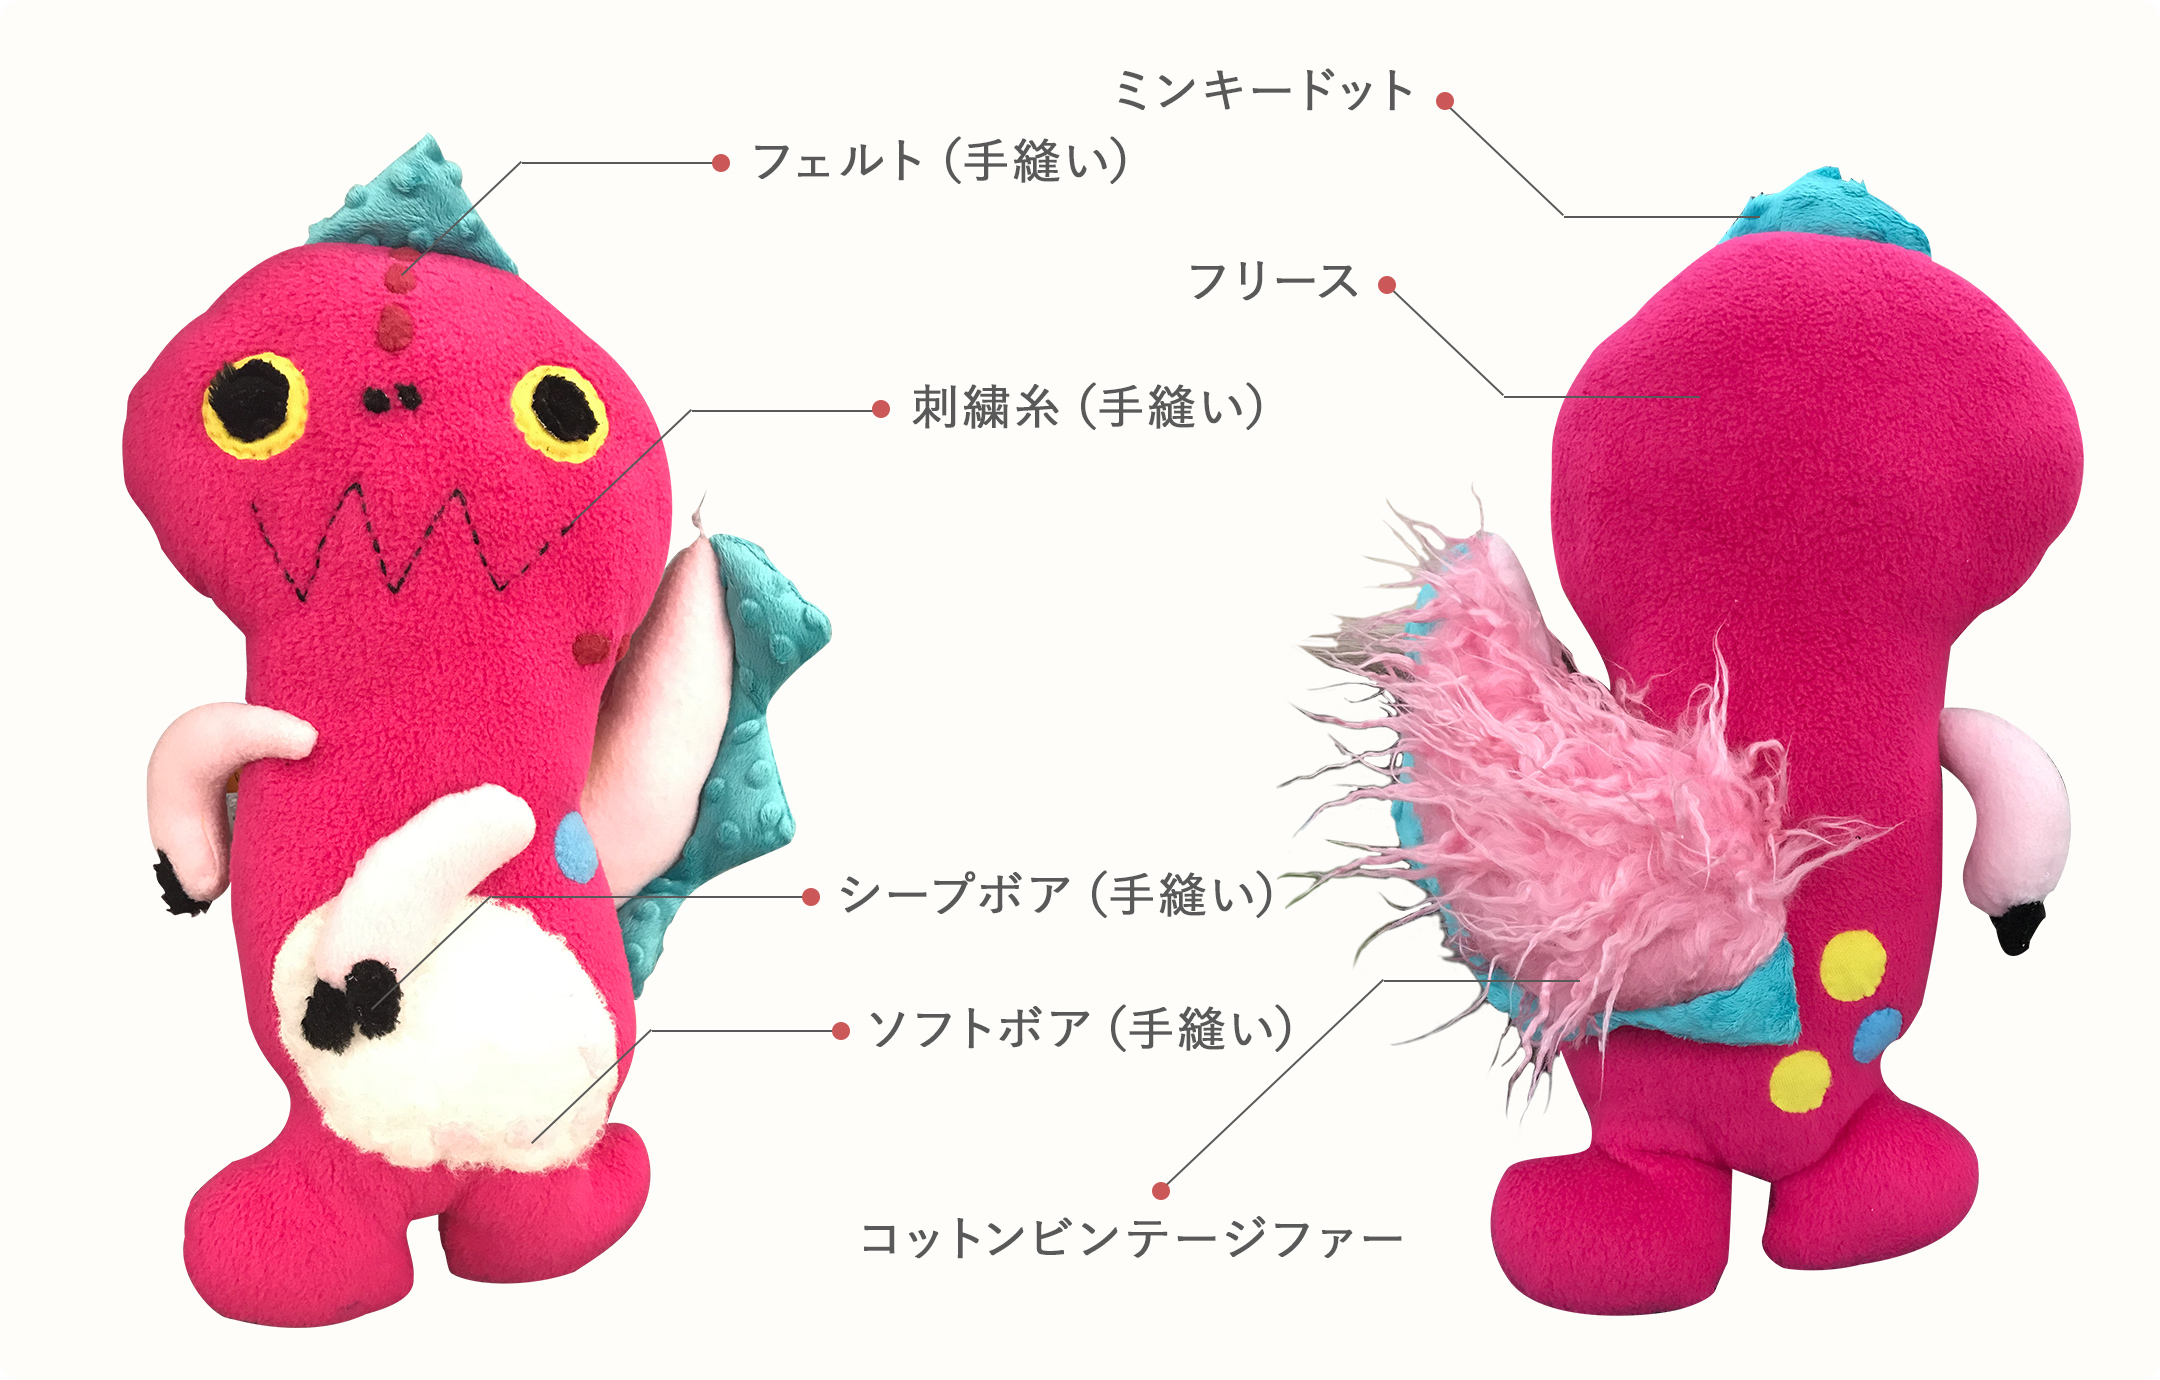 ミンキードット
フェルト（手縫い）
フリース
刺繍糸（手縫い）
シープボア（手縫い）
ソフトボア（手縫い）
コットンビンテージファー